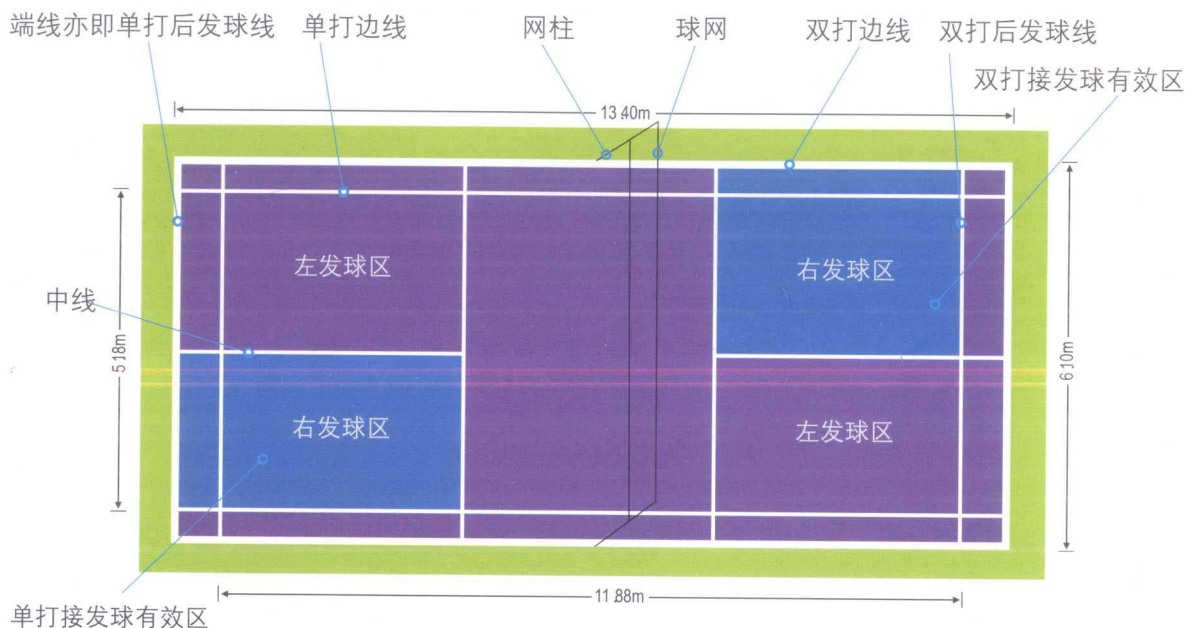 端线亦即单打后发球线
单打边线
网柱
球网
双打边线
双打后发球线
双打接发球有效区
13.40m
左发球区
右发球区
中线
5.18m
6.10m
右发球区
左发球区
11.88m
单打接发球有效区